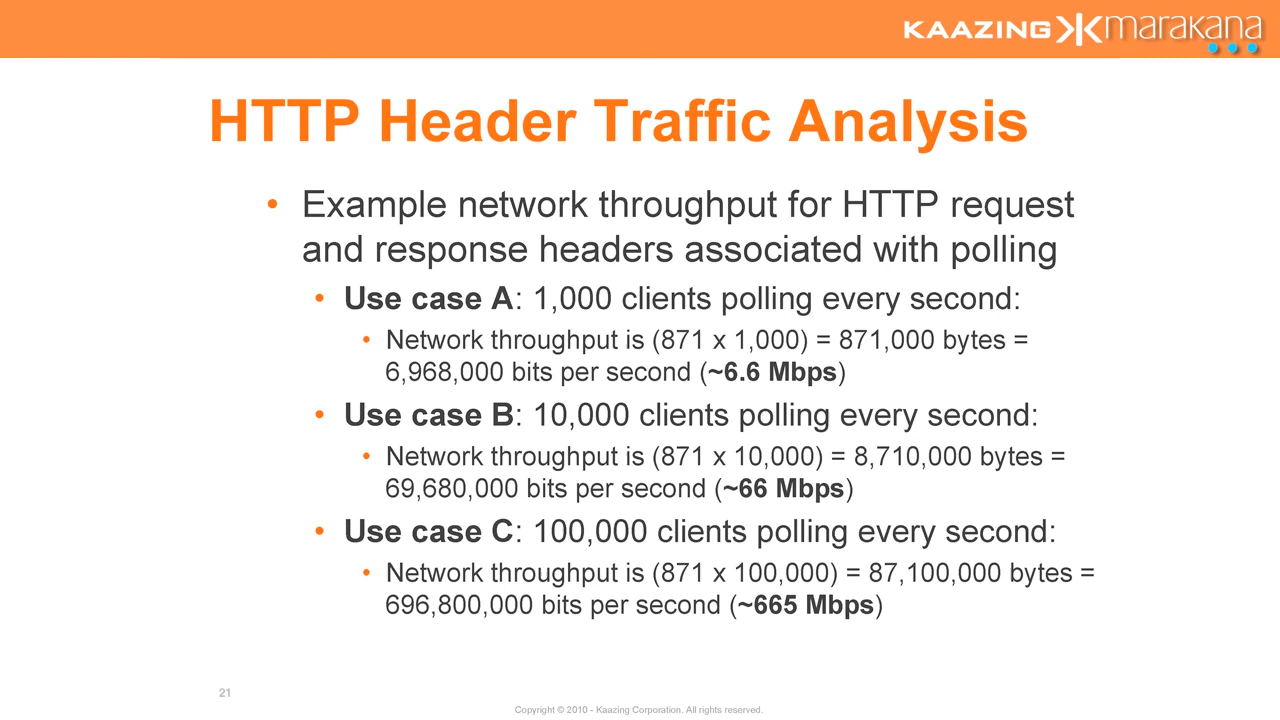 KAAZING marakana
HTTP Header Traffic Analysis
• Example network throughput for HTTP request
and response headers associated with polling
• Use case A: 1,000 clients polling every second:
• Network throughput is (871 x 1,000) = 871,000 bytes =
6,968,000 bits per second (~6.6 Mbps)
• Use case B: 10,000 clients polling every second:
• Network throughput is (871 x 10,000) = 8,710,000 bytes =
69,680,000 bits per second (~66 Mbps)
• Use case C: 100,000 clients polling every second:
• Network throughput is (871 x 100,000) = 87,100,000 bytes =
696,800,000 bits per second (~665 Mbps)
21
Copyright © 2010 - Kaazing Corporation. All rights reserved.